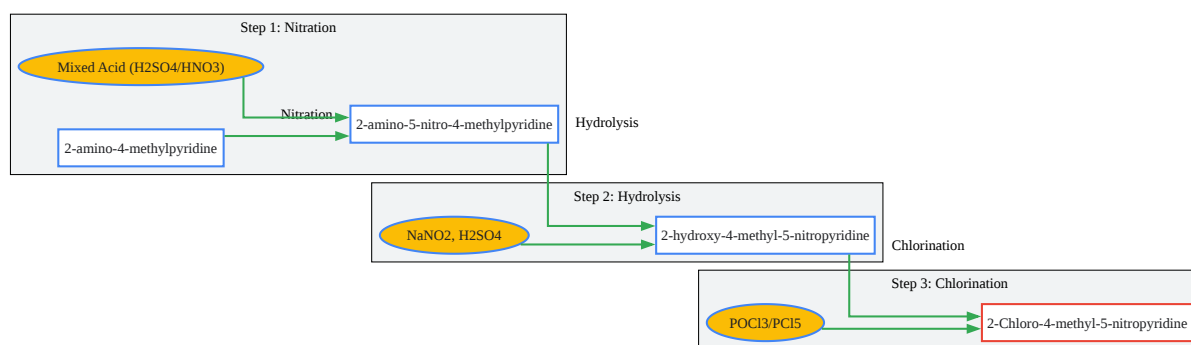 Step 1: Nitration
Mixed Acid (H2SO4/HNO3)
Nitration
2-amino-5-nitro-4-methylpyridine
Hydrolysis
2-amino-4-methylpyridine
Step 2: Hydrolysis
NaNO2, H2SO4
2-hydroxy-4-methyl-5-nitropyridine
Chlorination
Step 3: Chlorination
POCl3/PCl5
2-Chloro-4-methyl-5-nitropyridine